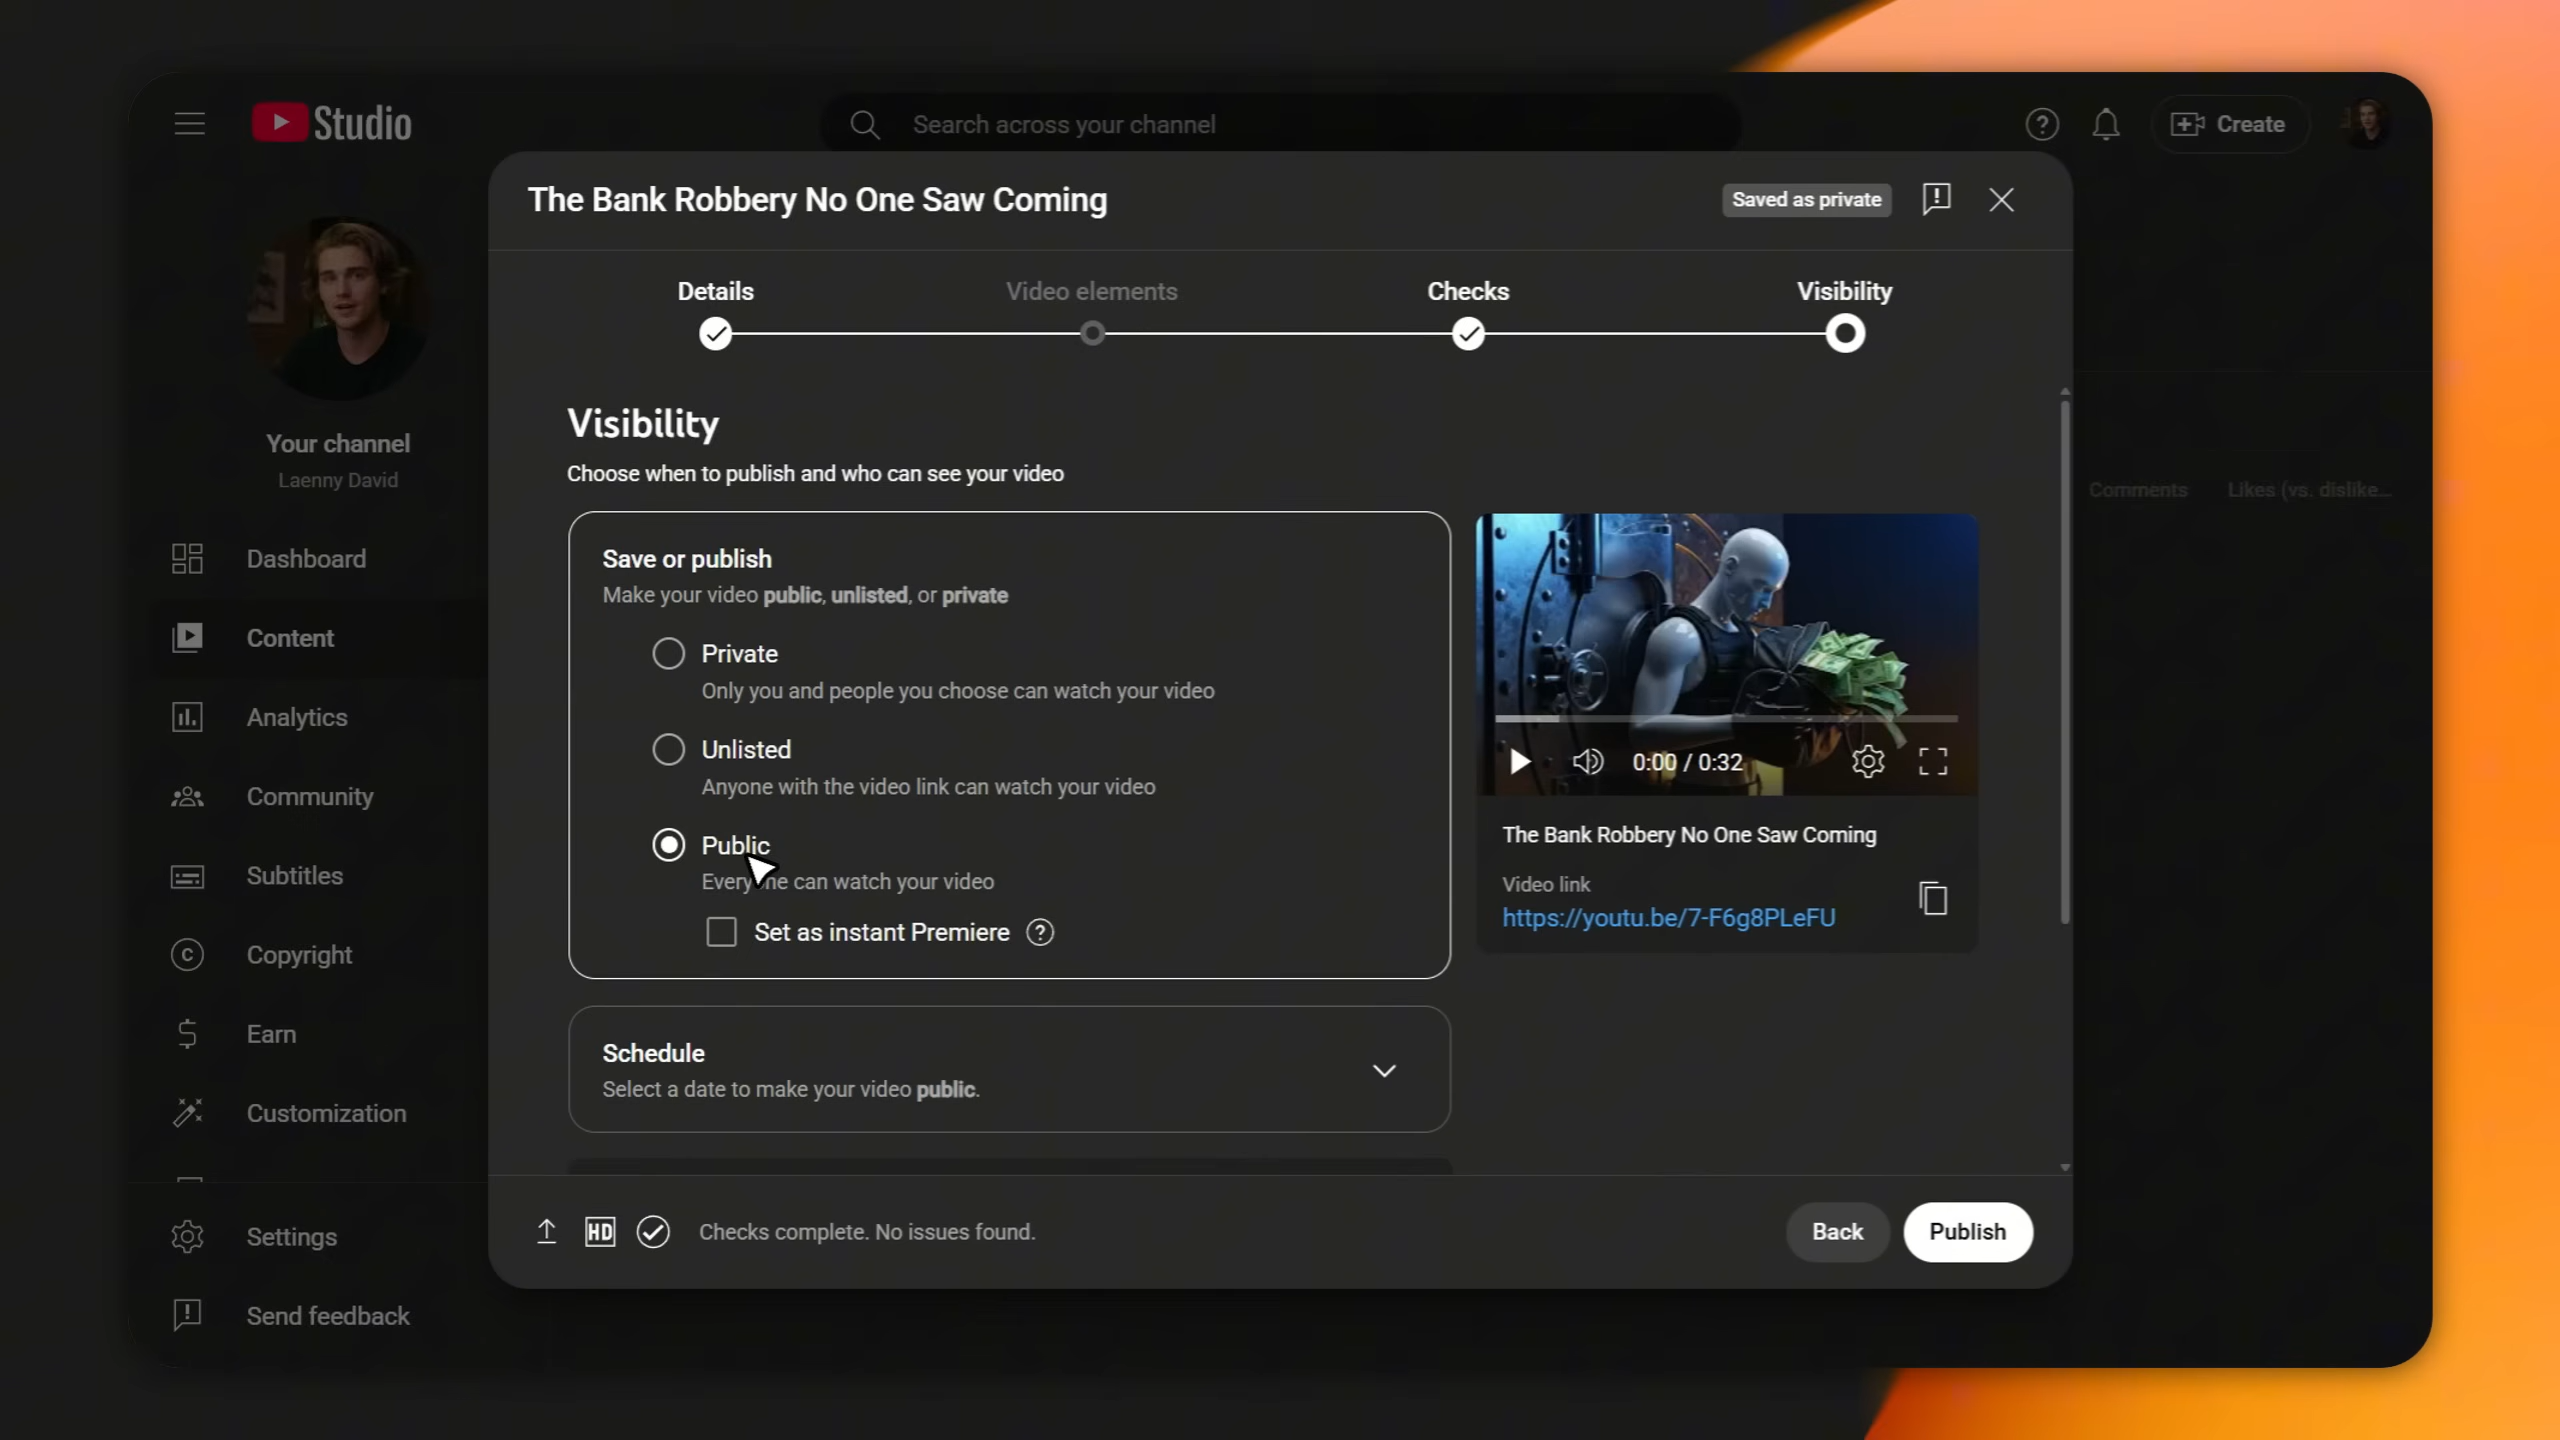 Studio
Search across your channel
Create
The Bank Robbery No One Saw Coming
Saved as private
Details
Video elements
Checks
Visibility
Your channel
Laenny David
Dashboard
Content
Analytics
Community
Subtitles
Copyright
Earn
Customization
Settings
Send feedback
Visibility
Choose when to publish and who can see your video
Save or publish
Make your video public, unlisted, or private
Private
Only you and people you choose can watch your video
Unlisted
Anyone with the video link can watch your video
Public
Everyone can watch your video
Set as instant Premiere
Schedule
Select a date to make your video public.
0:00 / 0:32
The Bank Robbery No One Saw Coming
Video link
https://youtu.be/7-F6g8PLeFU
Comments
Likes (vs. dislike...
HD
Checks complete. No issues found.
Back
Publish